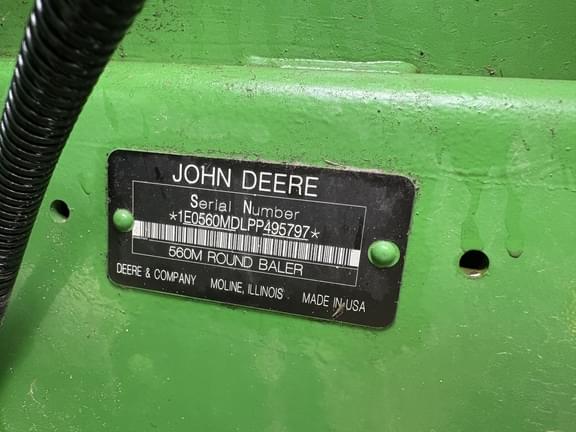 JOHN DEERE
Serial Number
*1E0560MDLPP495797*
560M ROUND BALER
DEERE & COMPANY MOLINE, ILLINOIS MADE IN USA